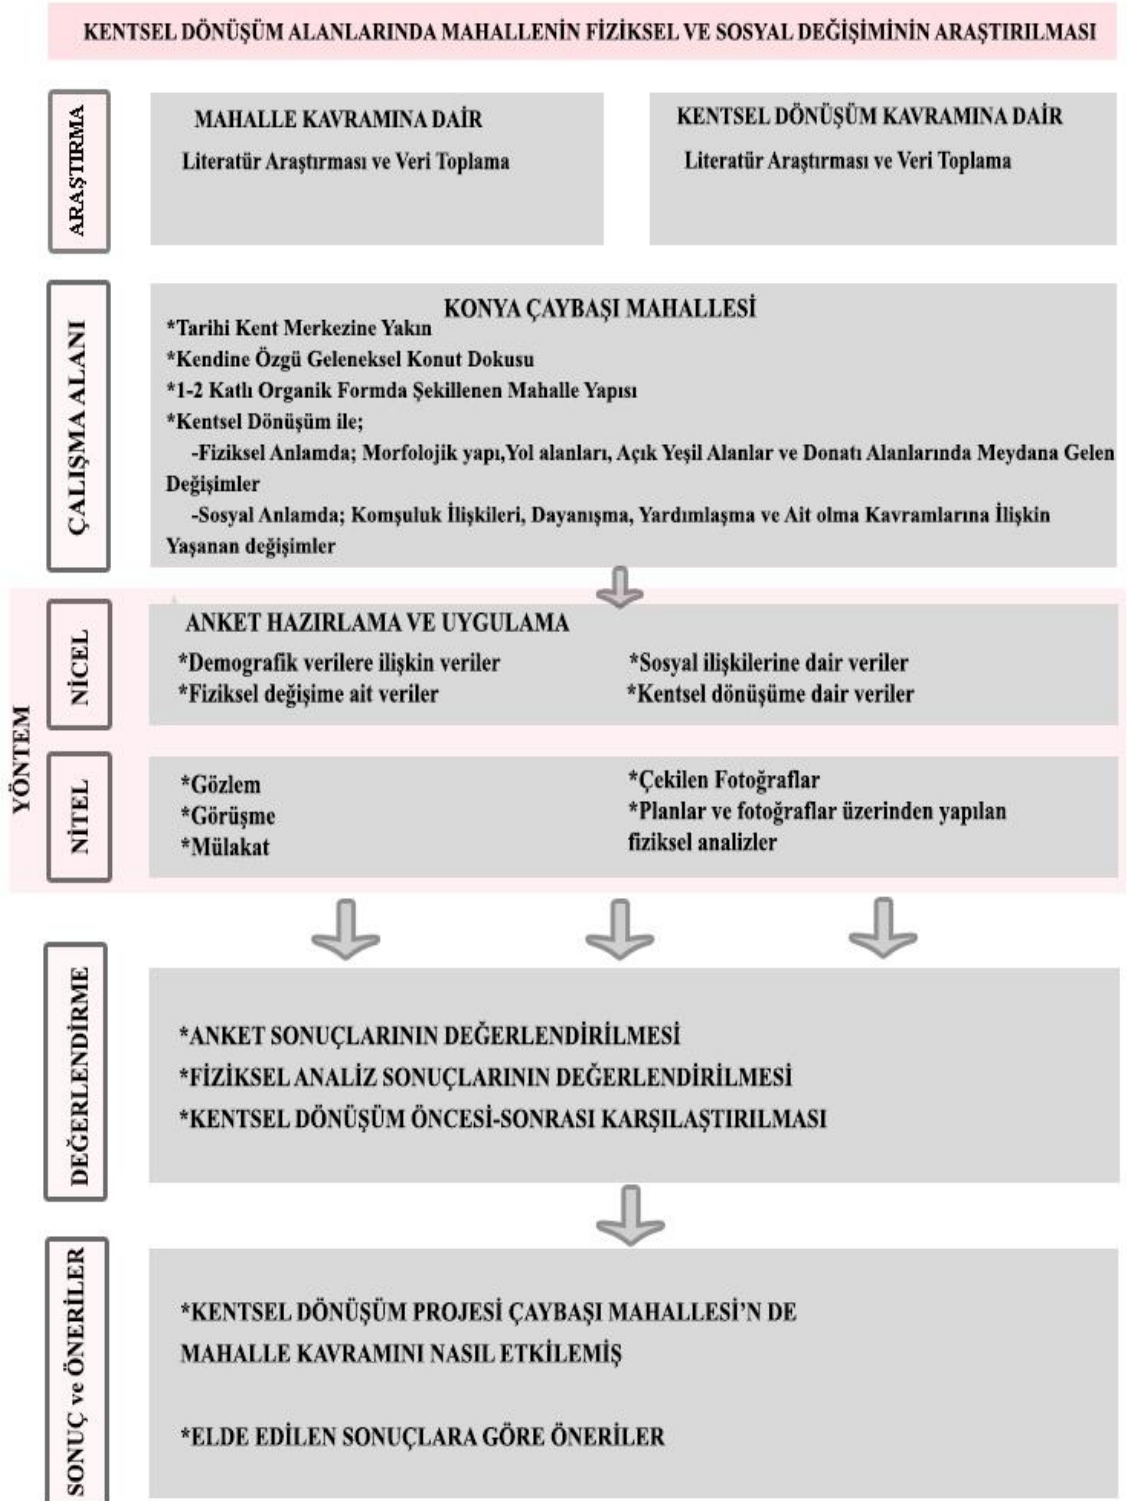 KENTSEL DÖNÜŞÜM ALANLARINDA MAHALLENİN FİZİKSEL VE SOSYAL DEĞİŞİMİNİN ARAŞTIRILMASI
ARAŞTIRMA
MAHALLE KAVRAMINA DAİR
Literatür Araştırması ve Veri Toplama
KENTSEL DÖNÜŞÜM KAVRAMINA DAİR
Literatür Araştırması ve Veri Toplama
ÇALIŞMA ALANI
KONYA ÇAYBAŞI MAHALLESİ
*Tarihi Kent Merkezine Yakın
*Kendine Özgü Geleneksel Konut Dokusu
*1-2 Katlı Organik Formda Şekillenen Mahalle Yapısı
*Kentsel Dönüşüm ile;
-Fiziksel Anlamda; Morfolojik yapı,Yol alanları, Açık Yeşil Alanlar ve Donatı Alanlarında Meydana Gelen
Değişimler
-Sosyal Anlamda; Komşuluk İlişkileri, Dayanışma, Yardımlaşma ve Ait olma Kavramlarına İlişkin
Yaşanan değişimler
YÖNTEM
NİCEL
ANKET HAZIRLAMA VE UYGULAMA
*Demografik verilere ilişkin veriler
*Fiziksel değişime ait veriler
*Sosyal ilişkilerine dair veriler
*Kentsel dönüşüme dair veriler
NİTEL
*Gözlem
*Görüşme
*Mülakat
*Çekilen Fotoğraflar
*Planlar ve fotoğraflar üzerinden yapılan
fiziksel analizler
DEĞERLENDİRME
*ANKET SONUÇLARININ DEĞERLENDİRİLMESİ
*FİZİKSEL ANALİZ SONUÇLARININ DEĞERLENDİRİLMESİ
*KENTSEL DÖNÜŞÜM ÖNCESİ-SONRASI KARŞILAŞTIRILMASI
SONUÇ ve ÖNERİLER
*KENTSEL DÖNÜŞÜM PROJESİ ÇAYBAŞI MAHALLESİ'N DE
MAHALLE KAVRAMINI NASIL ETKİLEMİŞ
*ELDE EDİLEN SONUÇLARA GÖRE ÖNERİLER